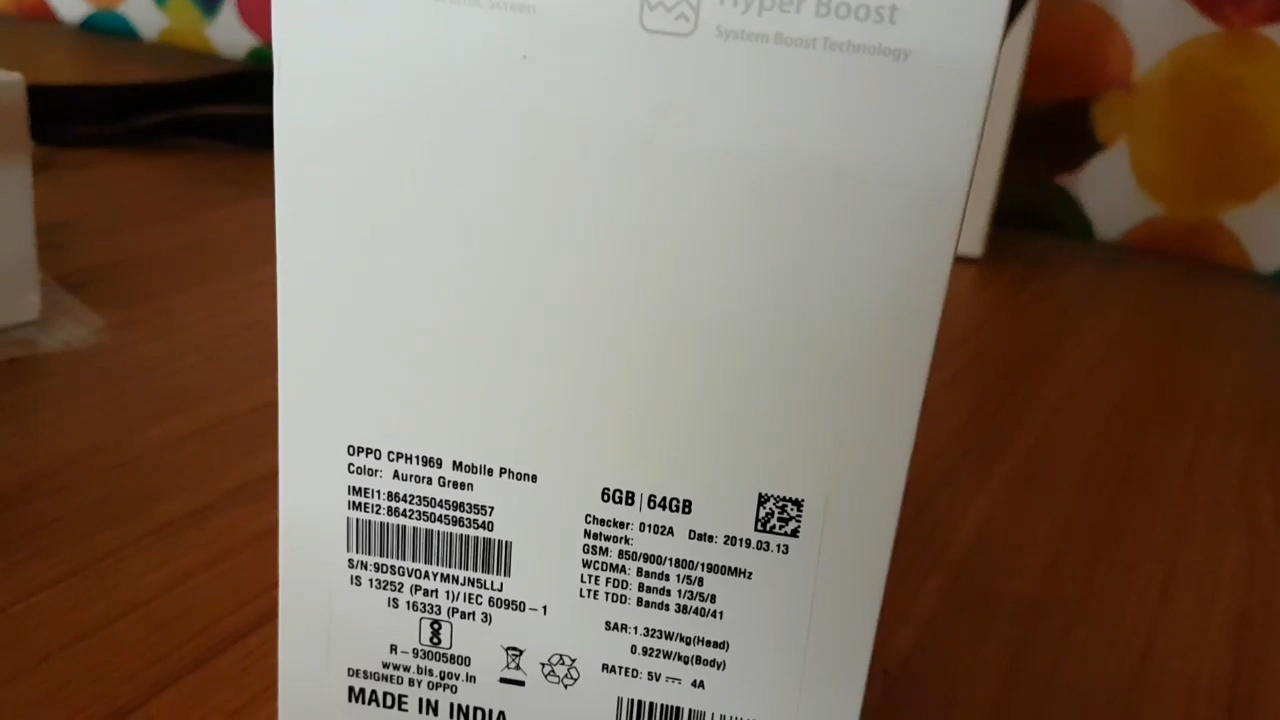 Screen
Hyper Boost
System Boost Technology
OPPO CPH1969 Mobile Phone
Color: Aurora Green
IMEI1:864235045963557
IMEI2:864235045963540
S/N:9DSGVOAYMNJN5LLJ
IS 13252 (Part 1)/ IEC 60950-1
IS 16333 (Part 3)
R-93005800
www.bis.gov.in
DESIGNED BY OPPO
MADE IN INDIA
6GB | 64GB
Checker: 0102A Date: 2019.03.13
Network:
GSM: 850/900/1800/1900MHz
WCDMA: Bands 1/5/8
LTE FDD: Bands 1/3/5/8
LTE TDD: Bands 38/40/41
SAR:1.323W/kg(Head)
0.922W/kg(Body)
RATED: 5V ⎓ 4A